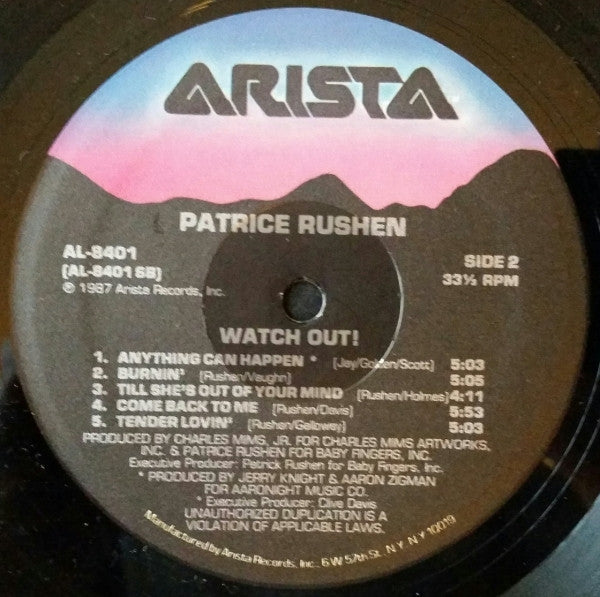 ARISTA
PATRICE RUSHEN
AL-8401
(AL-8401 SB)
℗ 1987 Arista Records, Inc.
SIDE 2
33⅓ RPM
WATCH OUT!
1. ANYTHING CAN HAPPEN * (Jay/Golden/Scott) 5:03
2. BURNIN' (Rushen/Vaughn) 5:05
3. TILL SHE'S OUT OF YOUR MIND (Rushen/Holmes) 4:11
4. COME BACK TO ME (Rushen/Davis) 5:53
5. TENDER LOVIN' (Rushen/Galloway) 5:03
PRODUCED BY CHARLES MIMS, JR. FOR CHARLES MIMS ARTWORKS,
INC. & PATRICE RUSHEN FOR BABY FINGERS, INC.
Executive Producer: Patrick Rushen for Baby Fingers, Inc.
* PRODUCED BY JERRY KNIGHT & AARON ZIGMAN
FOR AARONIGHT MUSIC CO.
* Executive Producer: Clive Davis
UNAUTHORIZED DUPLICATION IS A
VIOLATION OF APPLICABLE LAWS.
Manufactured by Arista Records, Inc., 6 W 57th St. N.Y. N.Y. 10019